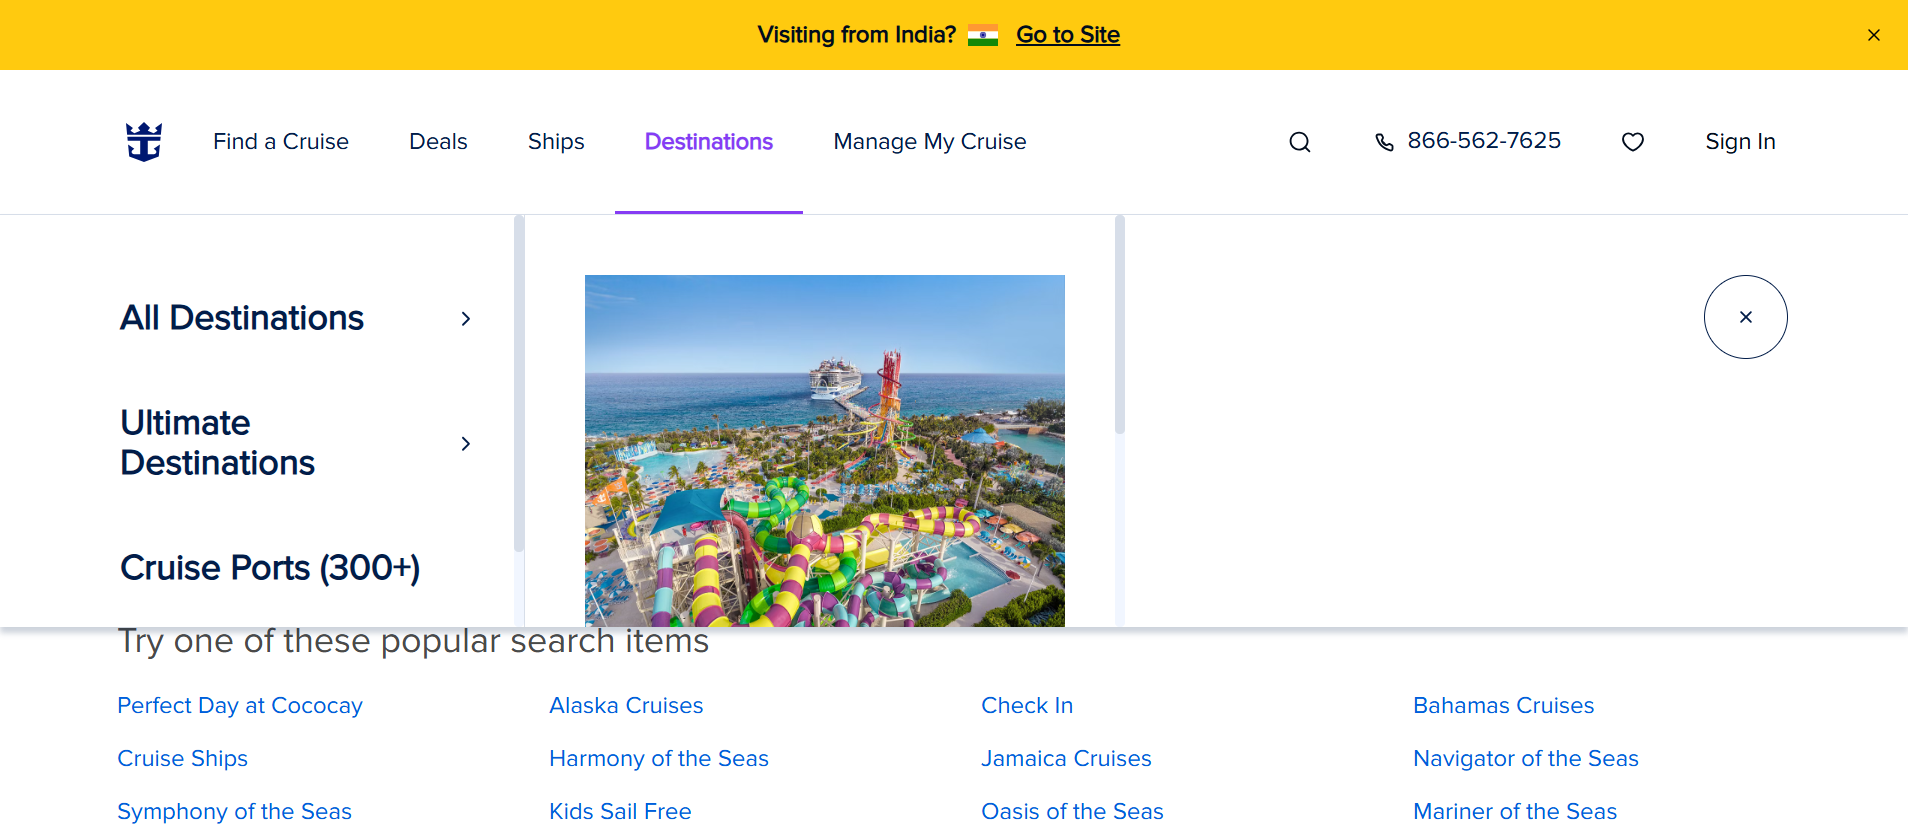 Visiting from India? Go to Site
Find a Cruise Deals Ships Destinations Manage My Cruise 866-562-7625 Sign In
All Destinations
Ultimate
Destinations
Cruise Ports (300+)
Try one of these popular search items
Perfect Day at Cococay Alaska Cruises Check In Bahamas Cruises
Cruise Ships Harmony of the Seas Jamaica Cruises Navigator of the Seas
Symphony of the Seas Kids Sail Free Oasis of the Seas Mariner of the Seas